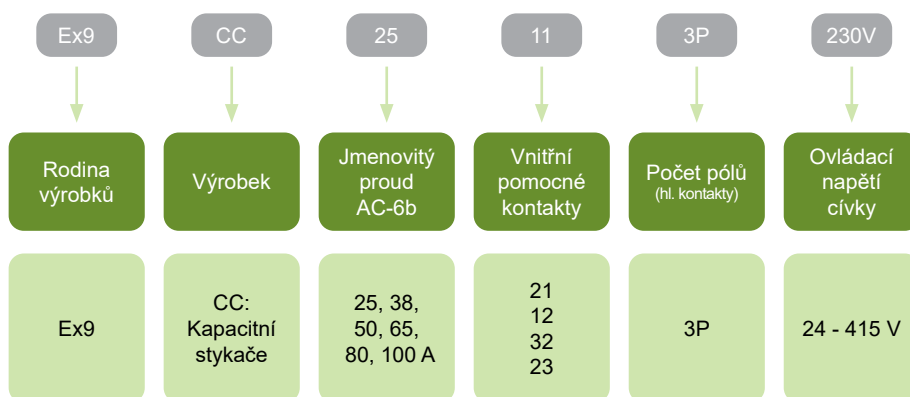 Ex9
CC
25
11
3P
230V
Rodina
výrobků
Výrobek
Jmenovitý
proud
AC-6b
Vnitřní
pomocné
kontakty
Počet pólů
(hl. kontakty)
Ovládací
napětí
cívky
Ex9
CC:
Kapacitní
stykače
25, 38,
50, 65,
80, 100 A
21
12
32
23
3P
24 - 415 V